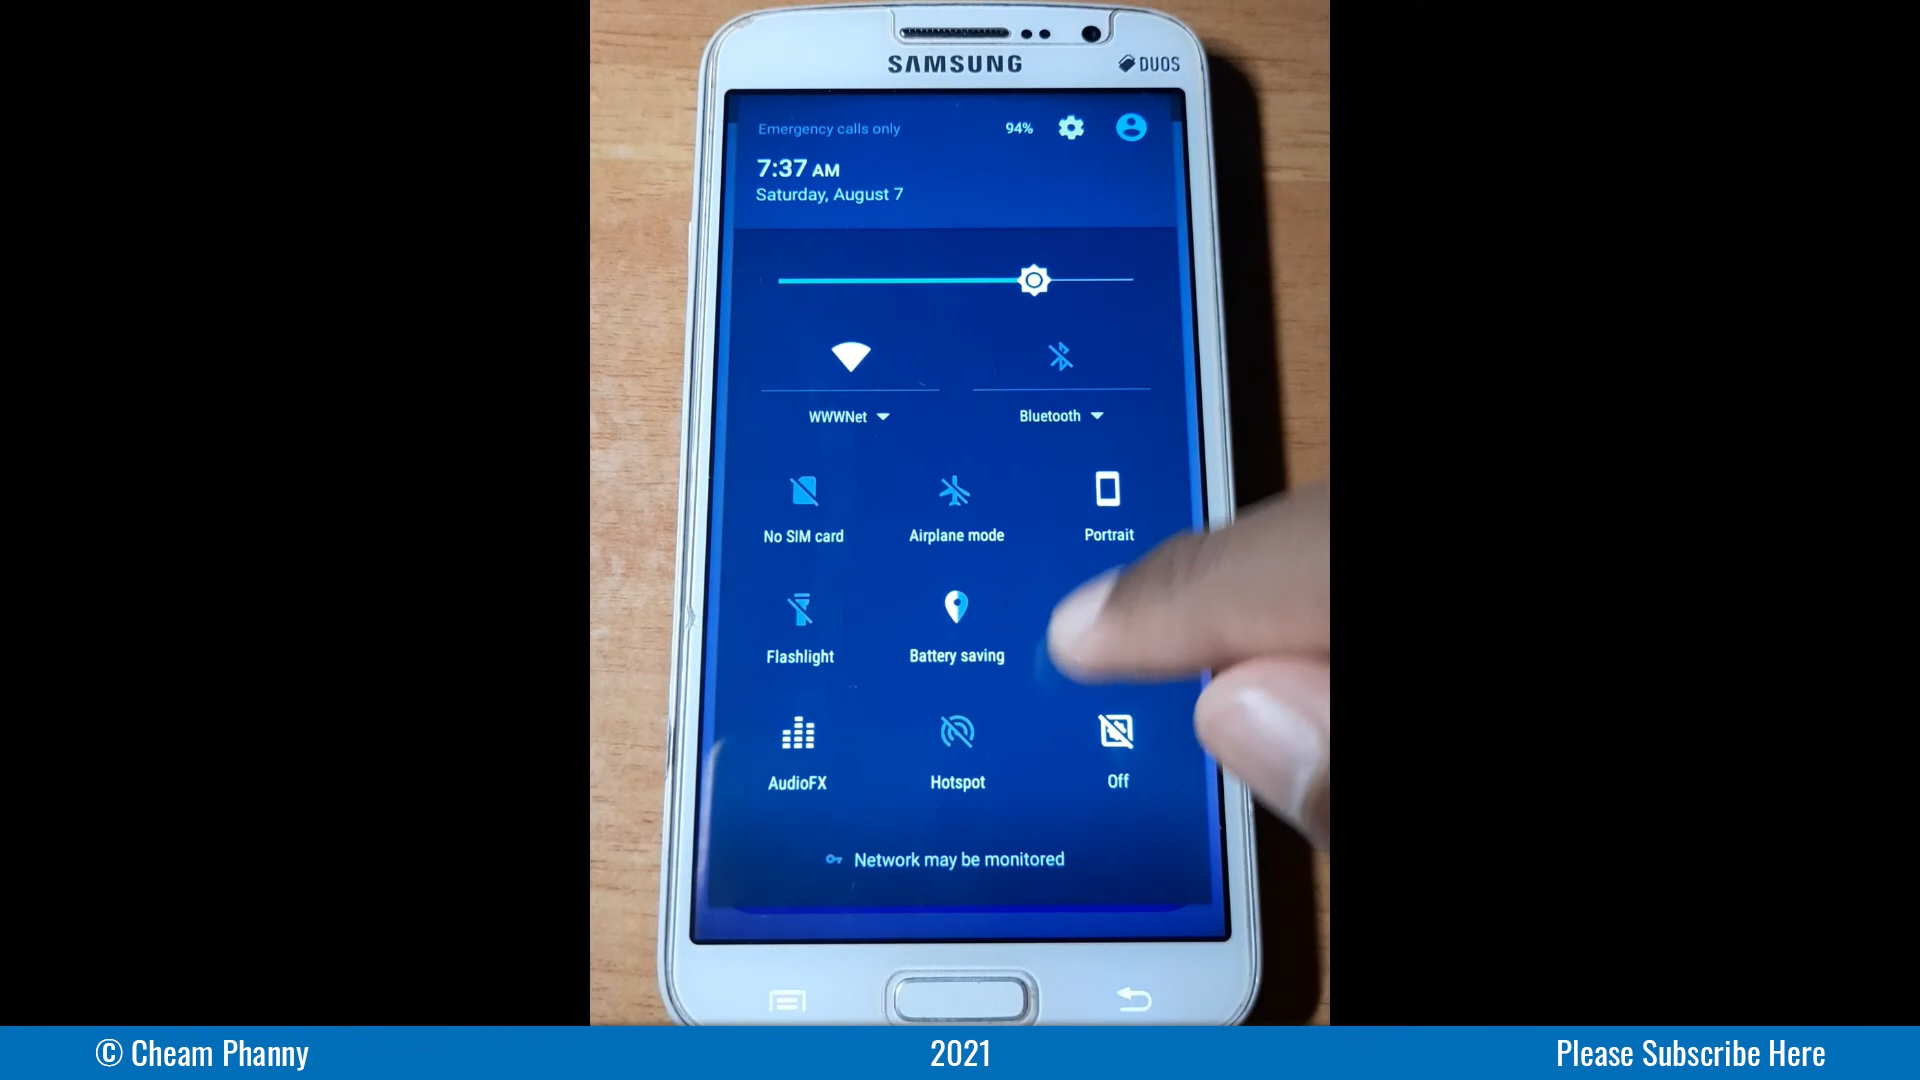 SAMSUNG
DUOS
Emergency calls only
94%
7:37 AM
Saturday, August 7
WWWNet
Bluetooth
No SIM card
Airplane mode
Portrait
Flashlight
Battery saving
AudioFX
Hotspot
Off
Network may be monitored
© Cheam Phanny
2021
Please Subscribe Here